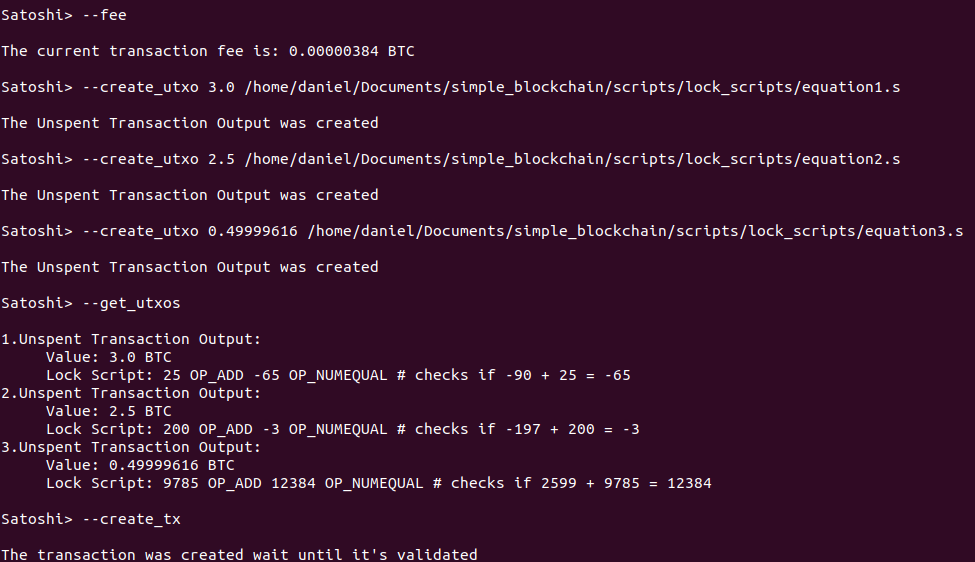 Satoshi> --fee
The current transaction fee is: 0.00000384 BTC
Satoshi> --create_utxo 3.0 /home/daniel/Documents/simple_blockchain/scripts/lock_scripts/equation1.s
The Unspent Transaction Output was created
Satoshi> --create_utxo 2.5 /home/daniel/Documents/simple_blockchain/scripts/lock_scripts/equation2.s
The Unspent Transaction Output was created
Satoshi> --create_utxo 0.49999616 /home/daniel/Documents/simple_blockchain/scripts/lock_scripts/equation3.s
The Unspent Transaction Output was created
Satoshi> --get_utxos
1.Unspent Transaction Output:
Value: 3.0 BTC
Lock Script: 25 OP_ADD -65 OP_NUMEQUAL # checks if -90 + 25 = -65
2.Unspent Transaction Output:
Value: 2.5 BTC
Lock Script: 200 OP_ADD -3 OP_NUMEQUAL # checks if -197 + 200 = -3
3.Unspent Transaction Output:
Value: 0.49999616 BTC
Lock Script: 9785 OP_ADD 12384 OP_NUMEQUAL # checks if 2599 + 9785 = 12384
Satoshi> --create_tx
The transaction was created wait until it's validated